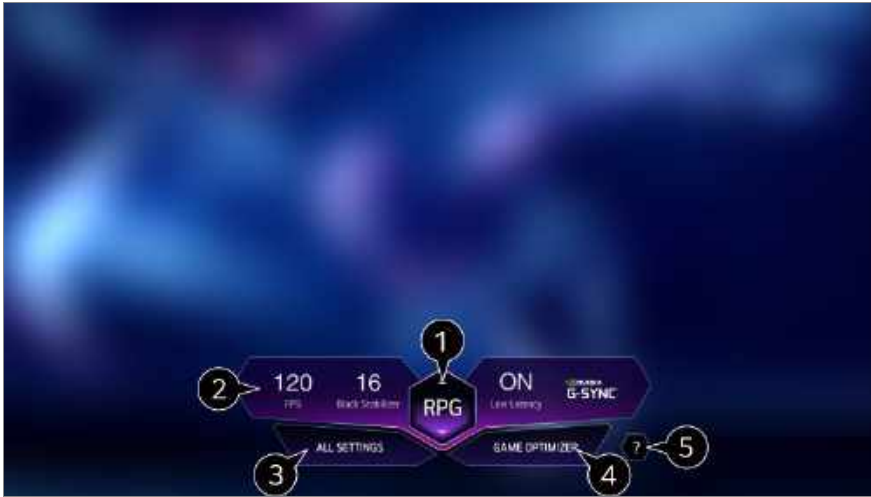 1
2
120 16 ON NVIDIA
FPS Black Stabilizer RPG Low Latency G-SYNC
ALL SETTINGS GAME OPTIMIZER ?
3
4
5